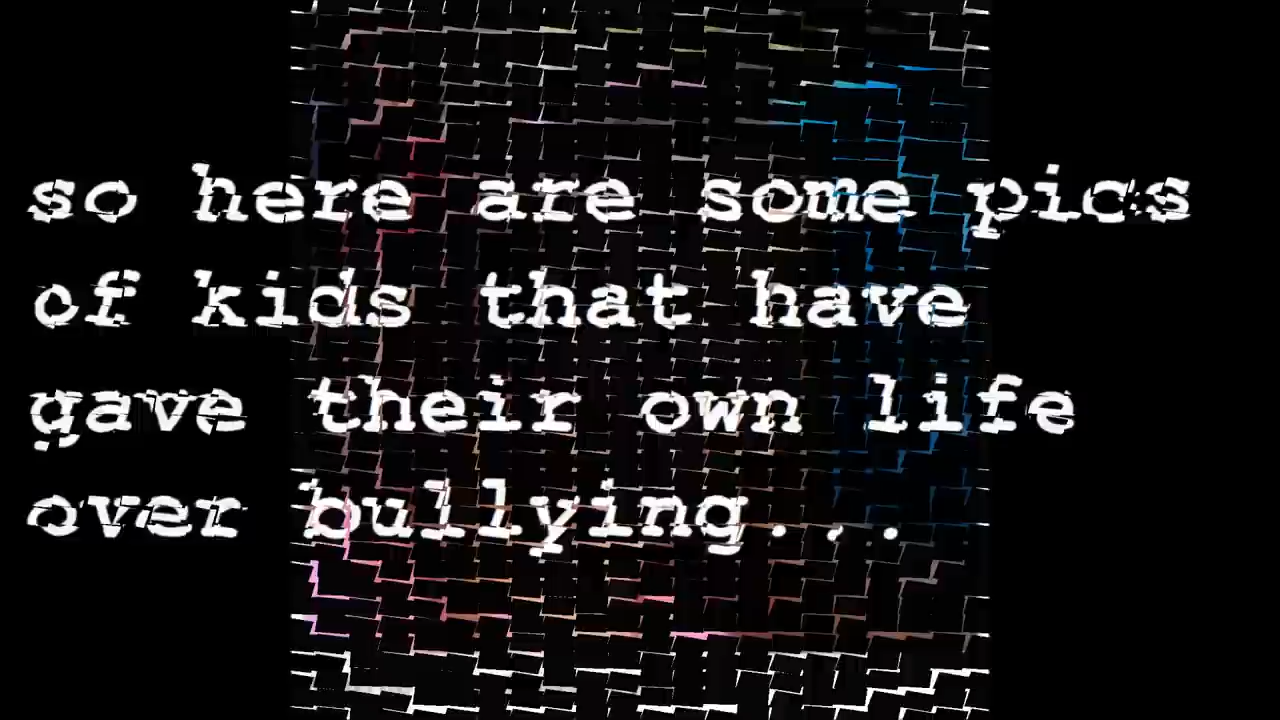 so here are some pics
of kids that have
gave their own life
over bullying...